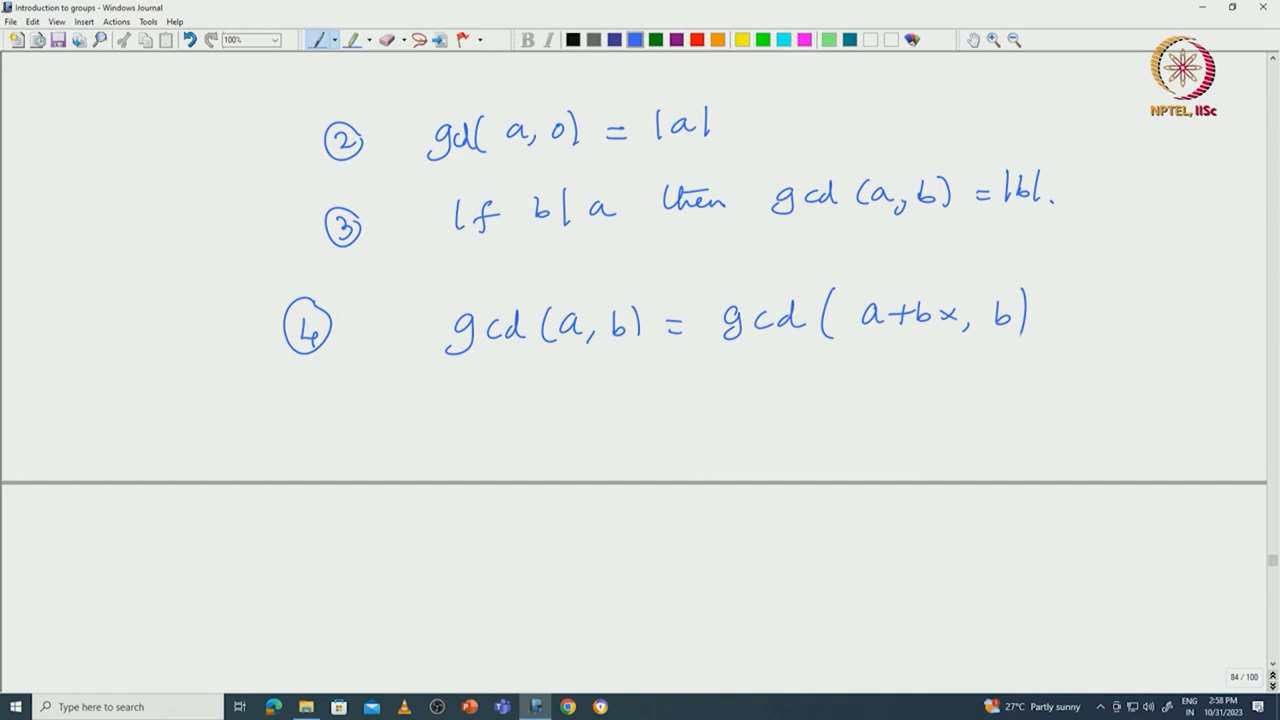 Introduction to groups - Windows Journal
File Edit View Insert Actions Tools Help
100%
B I
NPTEL, IISc
② gd( a, 0) = |a|
③ If b| a then gcd (a, b) = |b|.
④ gcd (a, b) = gcd ( a+bx, b)
84 / 100
Type here to search
27°C Partly sunny
ENG
IN
2:58 PM
10/31/2023